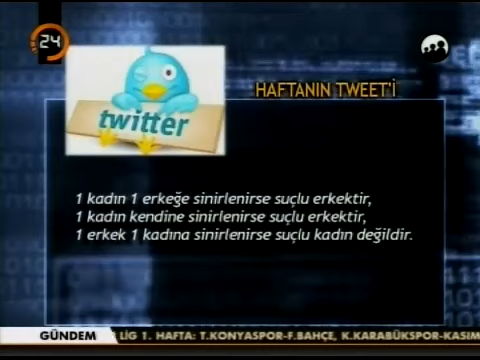 24
HAFTANIN TWEET'İ
twitter
1 kadın 1 erkeğe sinirlenirse suçlu erkektir,
1 kadın kendine sinirlenirse suçlu erkektir,
1 erkek 1 kadına sinirlenirse suçlu kadın değildir.
GÜNDEM LİG 1. HAFTA: T.KONYASPOR-F.BAHÇE, K.KARABÜKSPOR-KASIM